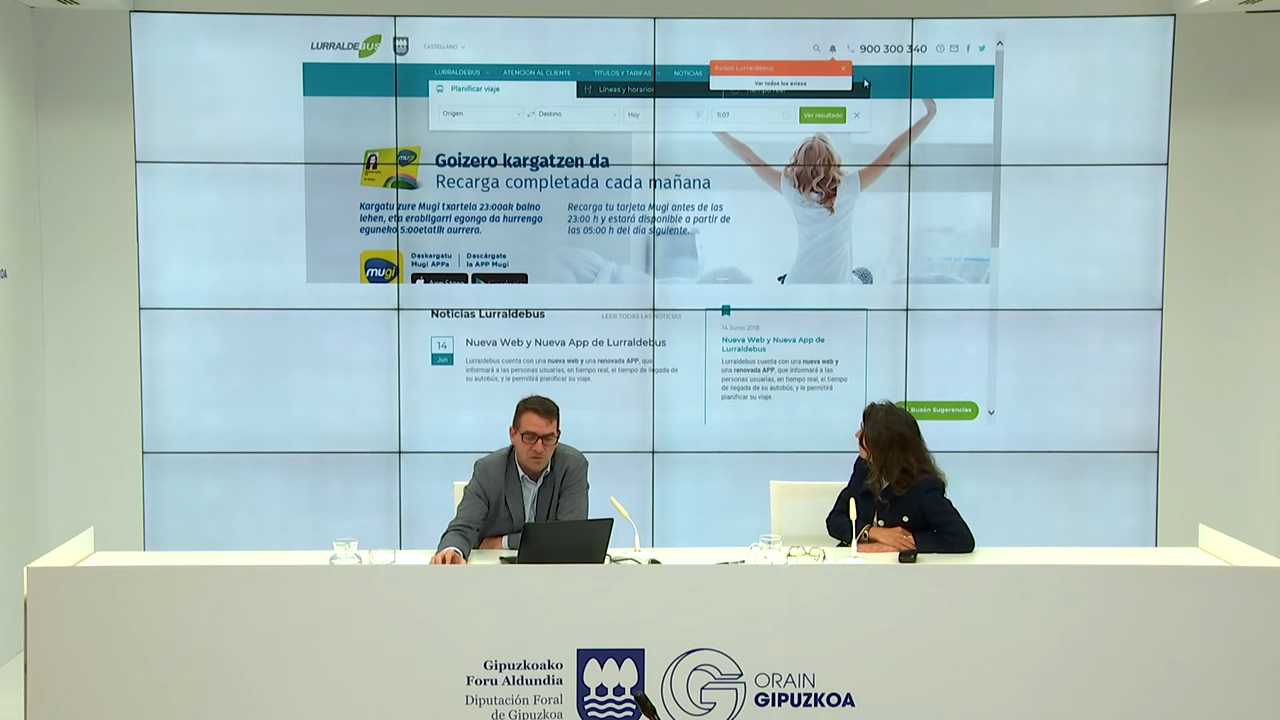 LURRALDEBUS
CASTELLANO
900 300 340
LURRALDEBUS
ATENCION AL CLIENTE
TITULOS Y TARIFAS
NOTICIAS
Avisos Lurraldebus
Ver todos los avisos
Planificar viaje
Líneas y horarios
Tiempo real
Origen
Destino
Hoy
11:07
Ver resultado
Goizero kargatzen da
Recarga completada cada mañana
Kargatu zure Mugi txartela 23:00ak baino
lehen, eta erabilgarri egongo da hurrengo
eguneko 5:00etatik aurrera.
Recarga tu tarjeta Mugi antes de las
23:00 h y estará disponible a partir de
las 05:00 h del día siguiente.
mugi
mugi
Deskargatu
Mugi APPa
Descárgate
la APP Mugi
App Store
Noticias Lurraldebus
LEER TODAS LAS NOTICIAS
14
Jun
Nueva Web y Nueva App de Lurraldebus
Lurraldebus cuenta con una nueva web y una renovada APP, que
informará a las personas usuarias, en tiempo real, el tiempo de llegada de
su autobús, y le permitirá planificar su viaje.
14 Junio 2018
Nueva Web y Nueva App de
Lurraldebus
Lurraldebus cuenta con una nueva web y
una renovada APP, que informará a las
personas usuarias, en tiempo real, el tiempo
de llegada de su autobús, y le permitirá
planificar su viaje.
Buzón Sugerencias
Gipuzkoako
Foru Aldundia
Diputación Foral
de Gipuzkoa
ORAIN
GIPUZKOA